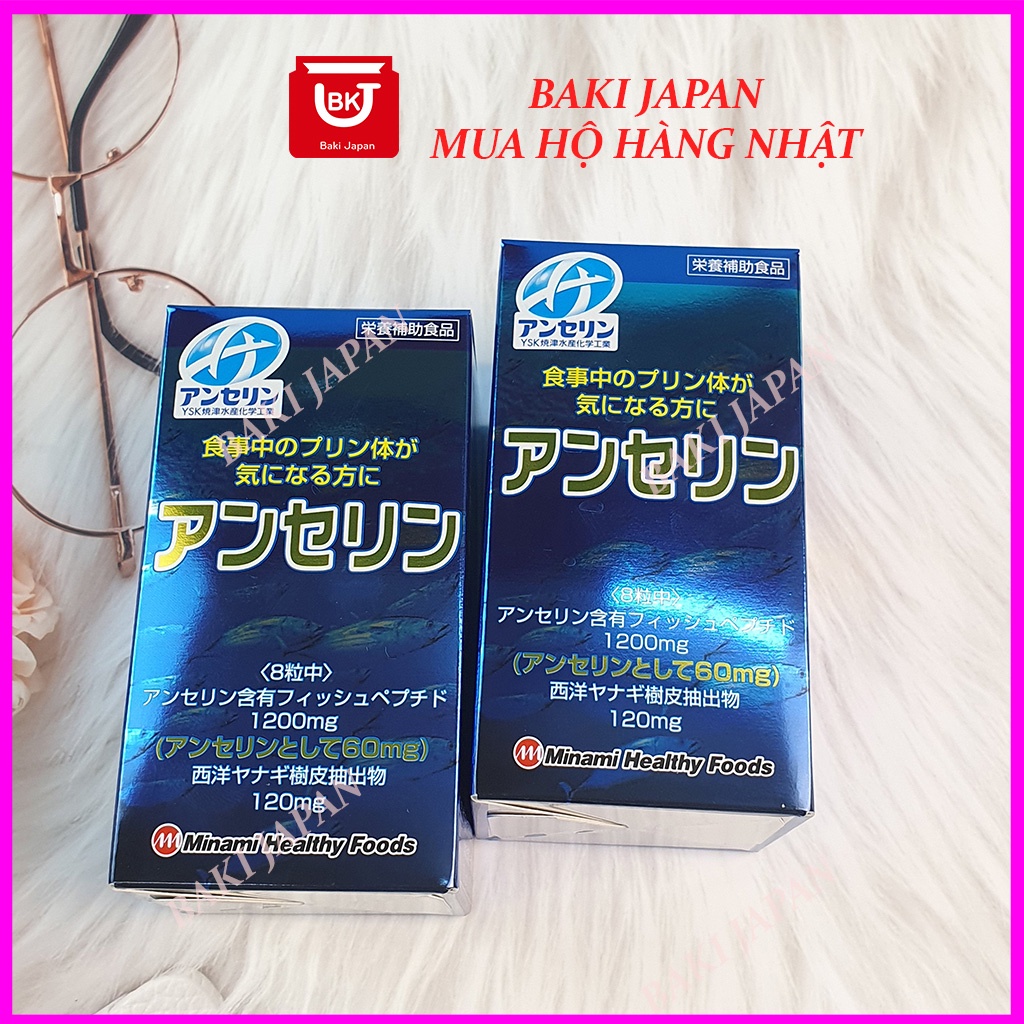 BKJ
Baki Japan
BAKI JAPAN
MUA HỘ HÀNG NHẬT
アンセリン
YSK焼津水産化学工業
栄養補助食品
食事中のプリン体が
気になる方に
アンセリン
〈8粒中〉
アンセリン含有フィッシュペプチド
1200mg
(アンセリンとして60mg)
西洋ヤナギ樹皮抽出物
120mg
Minami Healthy Foods
アンセリン
YSK焼津水産化学工業
栄養補助食品
食事中のプリン体が
気になる方に
アンセリン
〈8粒中〉
アンセリン含有フィッシュペプチド
1200mg
(アンセリンとして60mg)
西洋ヤナギ樹皮抽出物
120mg
Minami Healthy Foods
BAKI JAPAN
BAKI JAPAN
BAKI JAPAN
BAKI JAPAN